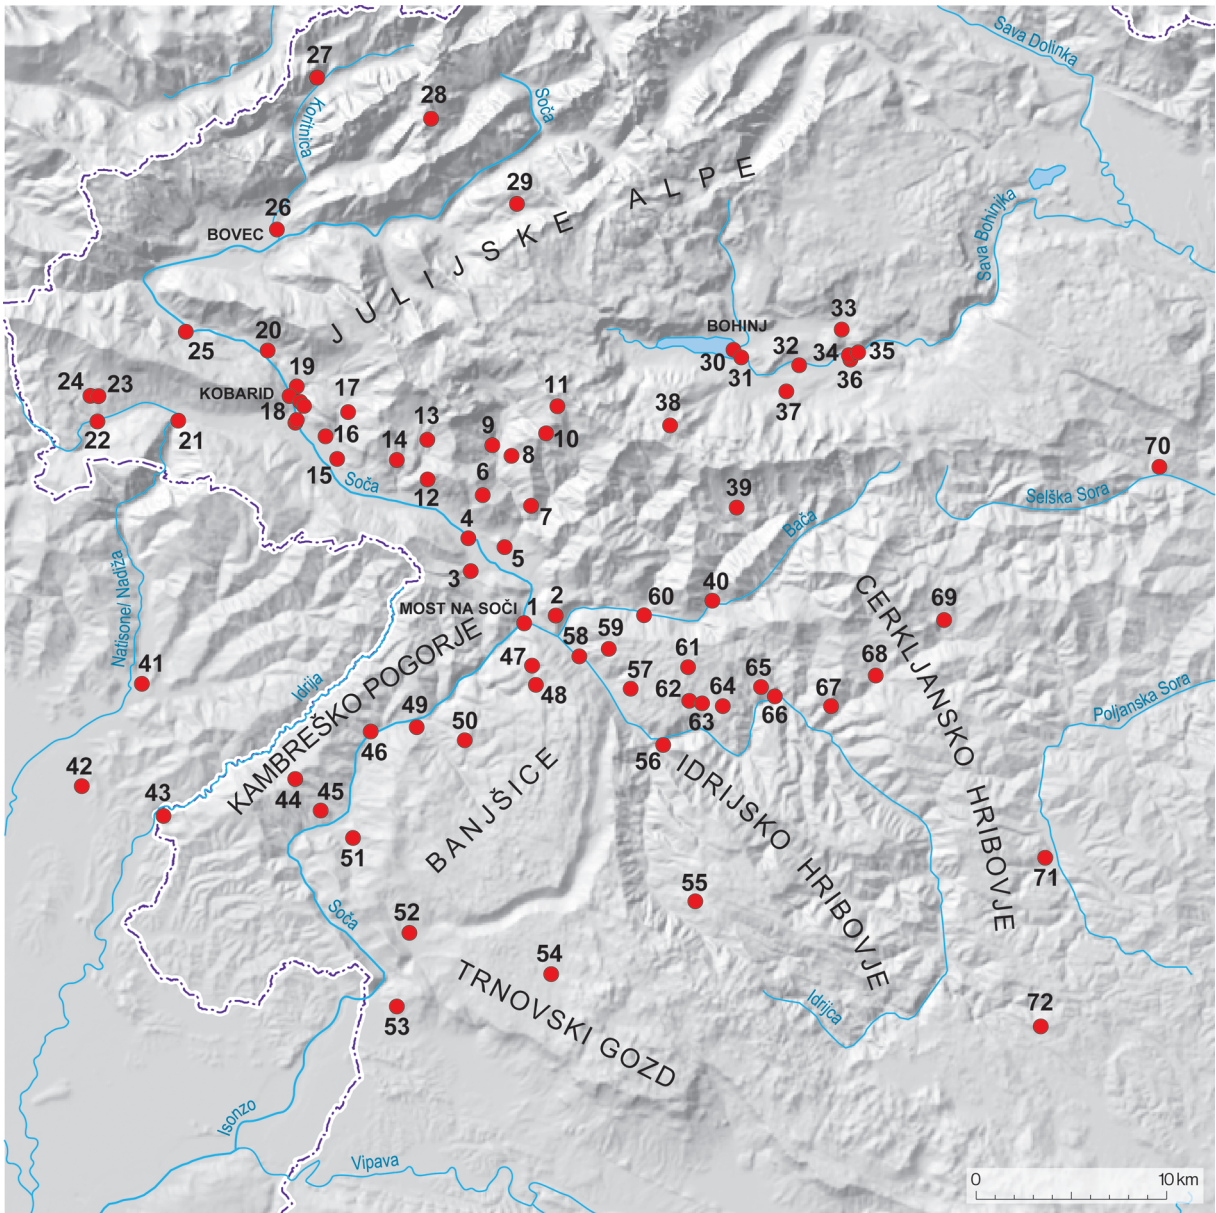 Sava Dolinka
27
28
Koritnica
Soča
29
JULIJSKE ALPE
26
BOVEC
Sava Bohinjka
33
BOHINJ
20
25
32
34
35
30
31
36
37
19
24
23
KOBARID
17
11
18
22
21
16
13
9
10
38
14
8
15
70
Soča
12
6
39
Selška Sora
7
4
Bača
5
3
Natisone/ Nadiža
MOST NA SOČI
1
2
60
40
CERKLJANSKO HRIBOVJE
69
58
59
47
61
41
Idrija
KAMBREŠKO POGORJE
57
48
65
68
62
64
67
63
66
Poljanska Sora
49
50
46
56
42
43
44
45
BANJŠICE
IDRIJSKO HRIBOVJE
51
71
55
Soča
52
54
TRNOVSKI GOZD
53
Idrijca
72
Isonzo
Vipava
0
10 km